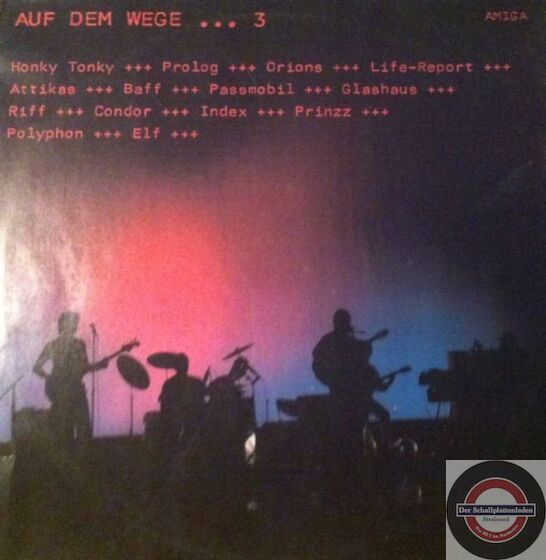 AUF DEM WEGE ... 3
AMIGA
Honky Tonky +++ Prolog +++ Orions +++ Life-Report +++
Attikas +++ Baff +++ Passmobil +++ Glashaus +++
Riff +++ Condor +++ Index +++ Prinzz +++
Polyphon +++ Elf +++
Der Schallplattenladen
Stralsund